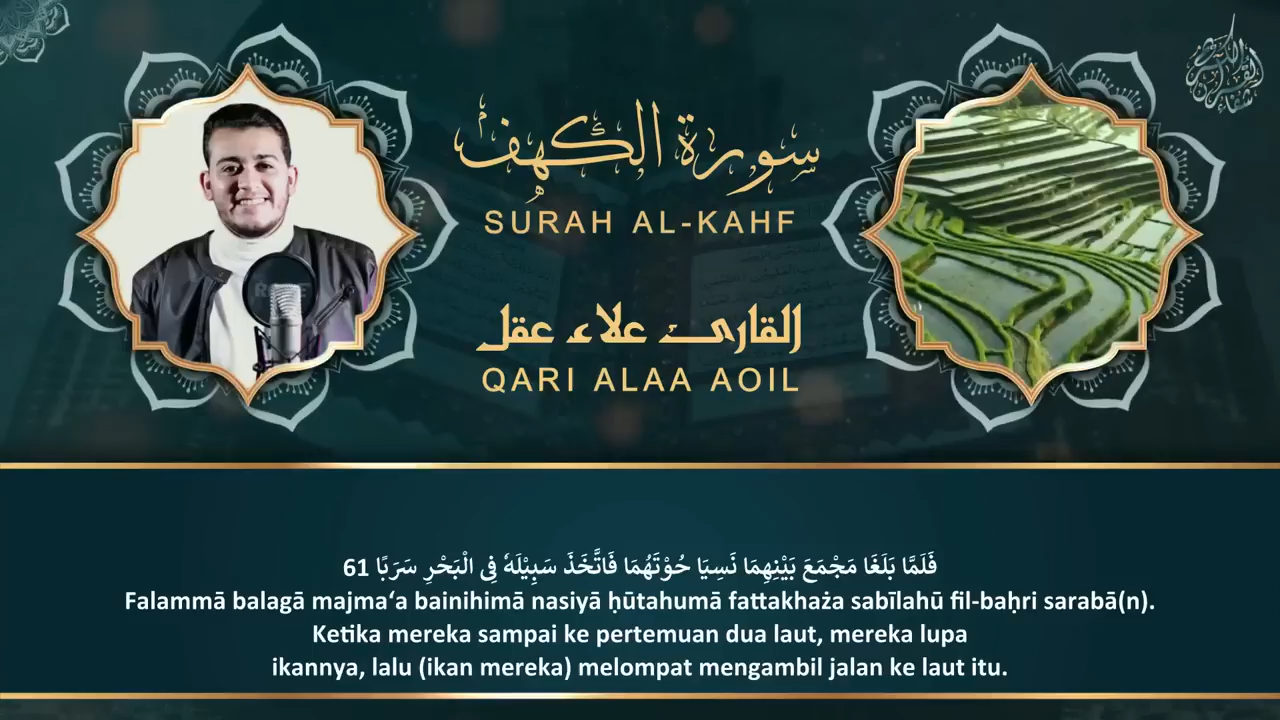 سورة الكهف
SURAH AL-KAHF
القارئ علاء عقل
QARI ALAA AOIL
فَلَمَّا بَلَغَا مَجْمَعَ بَيْنِهِمَا نَسِيَا حُوْتَهُمَا فَاتَّخَذَ سَبِيْلَهٗ فِى الْبَحْرِ سَرَبًا 61
Falammā balagā majma‘a bainihimā nasiyā ḥūtahumā fattakhaża sabīlahū fil-baḥri sarabā(n).
Ketika mereka sampai ke pertemuan dua laut, mereka lupa
ikannya, lalu (ikan mereka) melompat mengambil jalan ke laut itu.